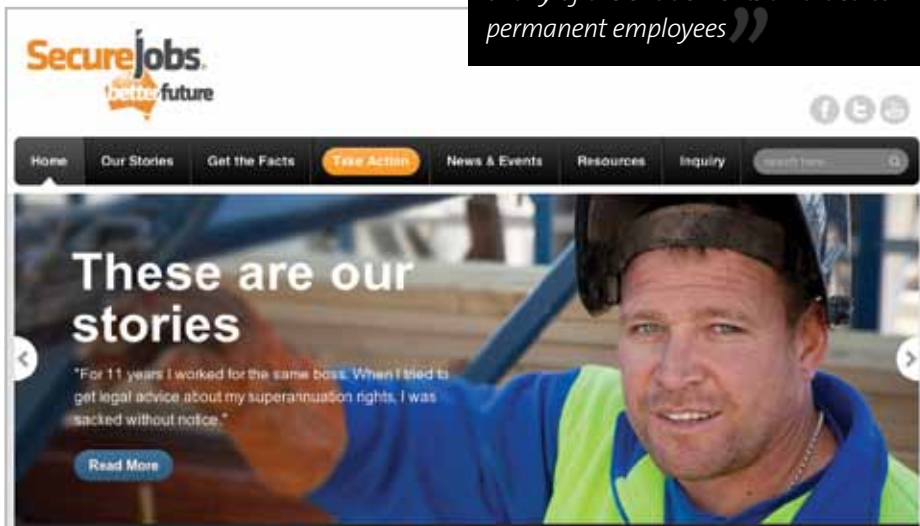 permanent employees”
SecureJobs.
better future
Home Our Stories Get the Facts Take Action News & Events Resources Inquiry search here
These are our
stories
"For 11 years I worked for the same boss. When I tried to
get legal advice about my superannuation rights, I was
sacked without notice."
Read More